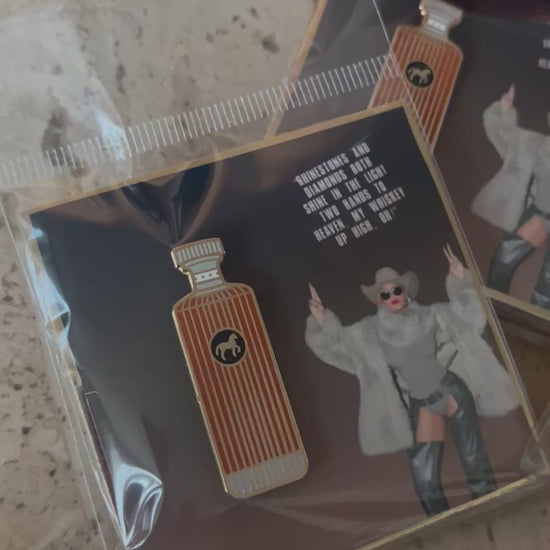 "RHINESTONES AND
DIAMONDS BOTH
SHINE IN THE LIGHT
TWO HANDS TO
HEAVEN, MY WHISKEY
UP HIGH, OH!"